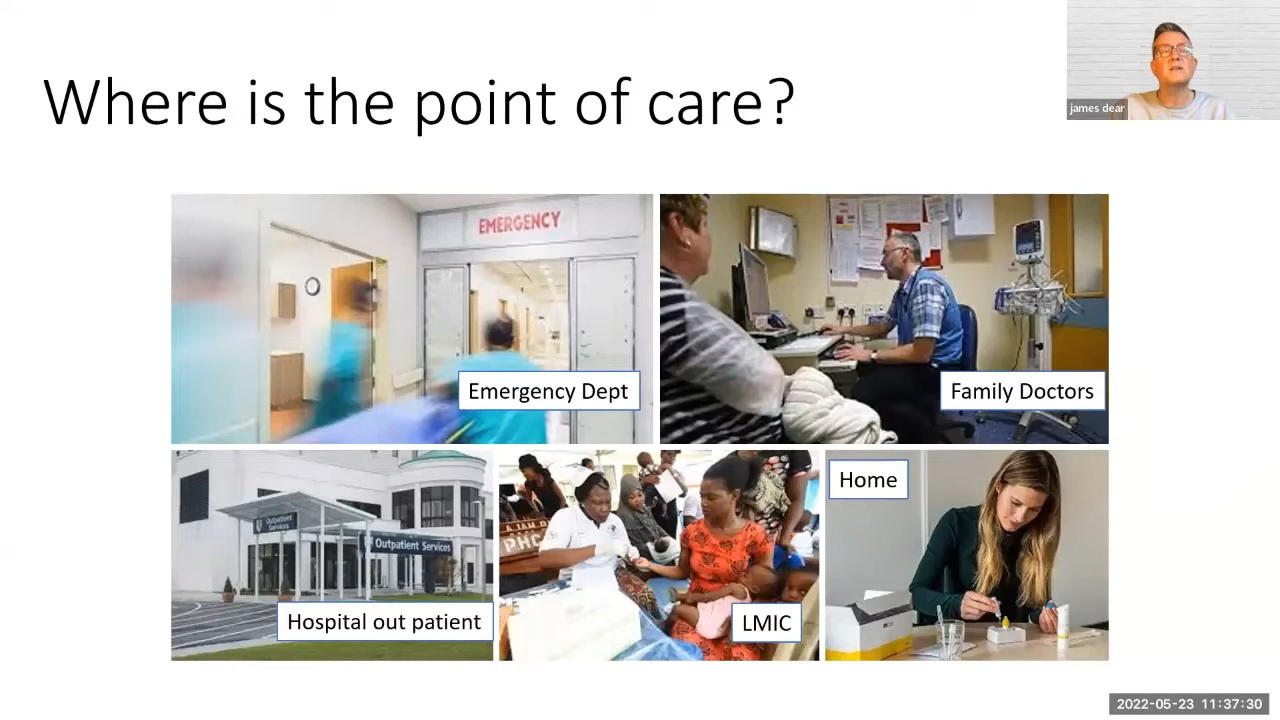 Where is the point of care?
james dear
EMERGENCY
Emergency Dept
Family Doctors
Outpatient
Services
Outpatient Services
Hospital out patient
PHC
LMIC
Home
2022-05-23 11:37:30